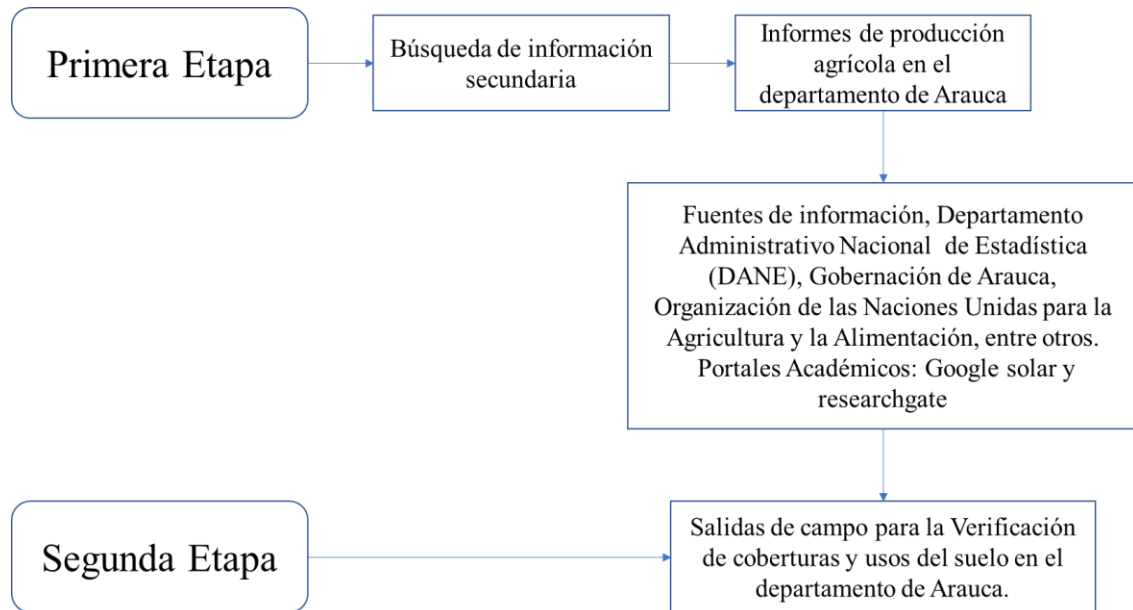 Primera Etapa
Búsqueda de información
secundaria
Informes de producción
agrícola en el
departamento de Arauca
Fuentes de información, Departamento
Administrativo Nacional de Estadística
(DANE), Gobernación de Arauca,
Organización de las Naciones Unidas para la
Agricultura y la Alimentación, entre otros.
Portales Académicos: Google solar y
researchgate
Segunda Etapa
Salidas de campo para la Verificación
de coberturas y usos del suelo en el
departamento de Arauca.